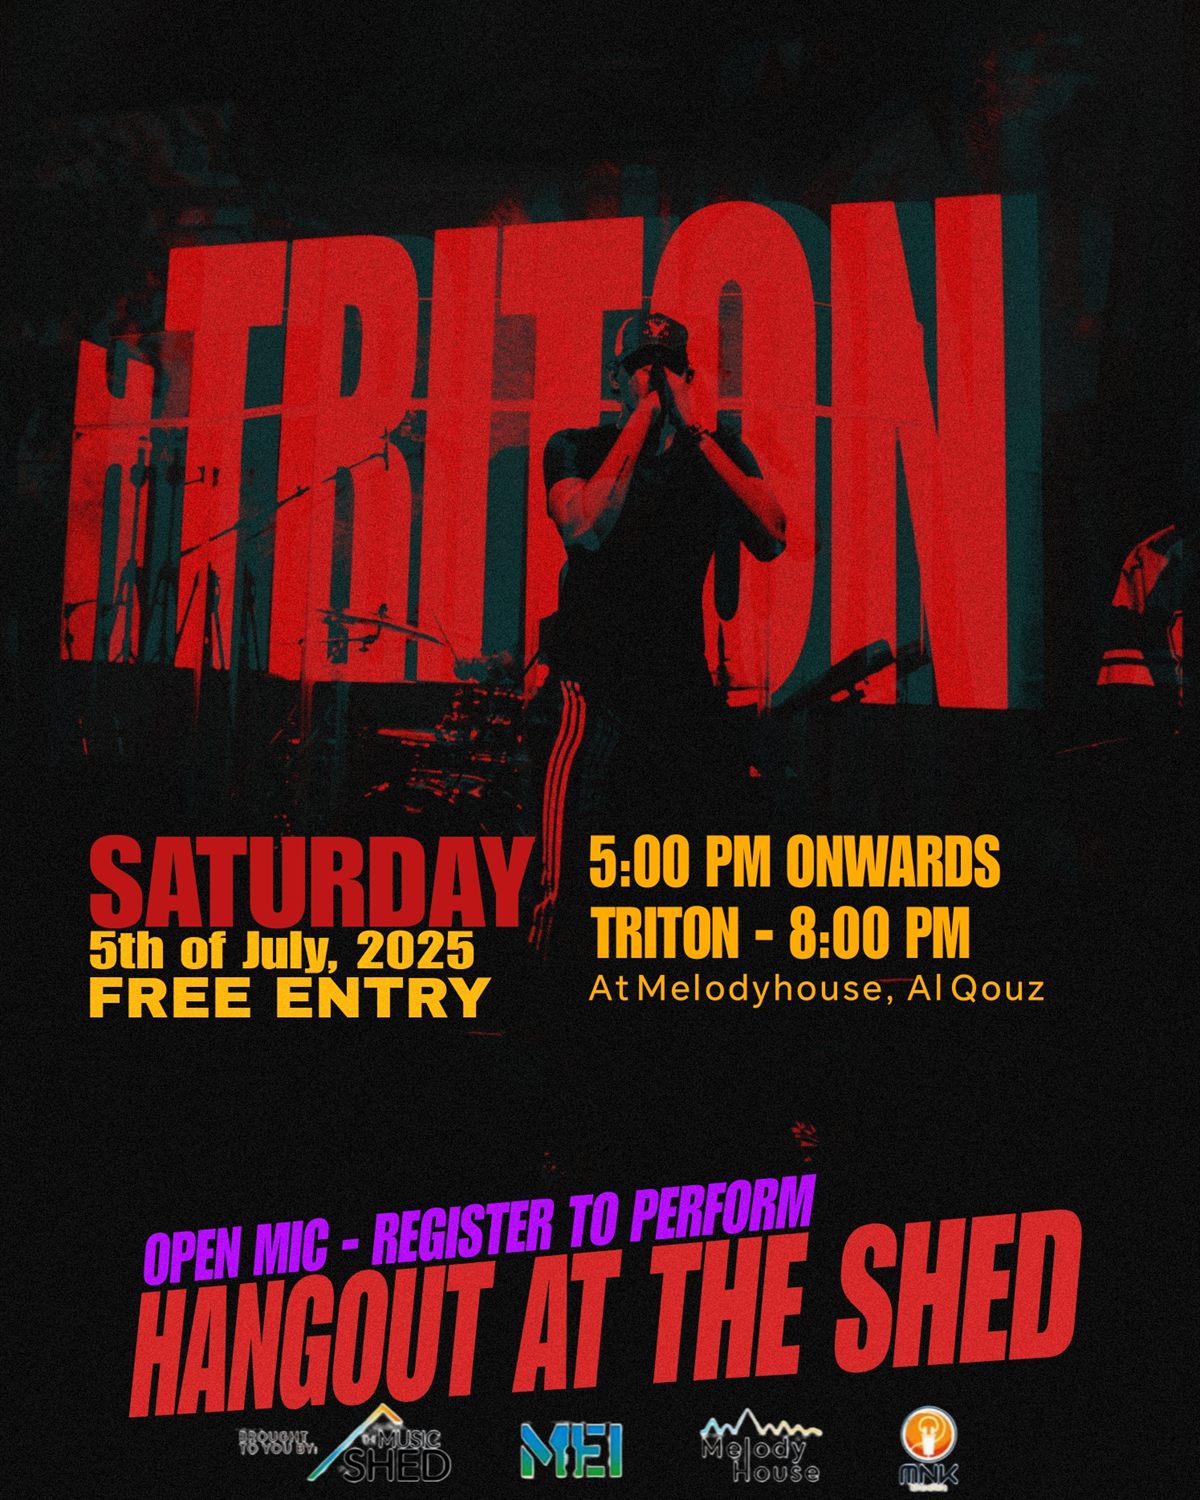 TRITON
SATURDAY
5th of July, 2025
FREE ENTRY
5:00 PM ONWARDS
TRITON - 8:00 PM
At Melodyhouse, Al Qouz
OPEN MIC - REGISTER TO PERFORM
HANGOUT AT THE SHED
BROUGHT
TO YOU BY:
THE MUSIC
SHED
MEI
Melody
House
MNK